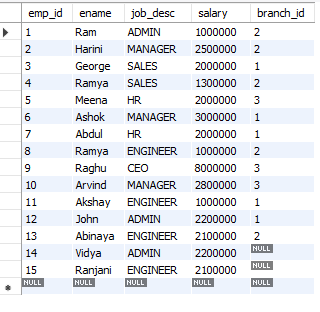 emp_id ename job_desc salary branch_id
1 Ram ADMIN 1000000 2
2 Harini MANAGER 2500000 2
3 George SALES 2000000 1
4 Ramya SALES 1300000 2
5 Meena HR 2000000 3
6 Ashok MANAGER 3000000 1
7 Abdul HR 2000000 1
8 Ramya ENGINEER 1000000 2
9 Raghu CEO 8000000 3
10 Arvind MANAGER 2800000 3
11 Akshay ENGINEER 1000000 1
12 John ADMIN 2200000 1
13 Abinaya ENGINEER 2100000 2
14 Vidya ADMIN 2200000 NULL
15 Ranjani ENGINEER 2100000 NULL
NULL NULL NULL NULL NULL